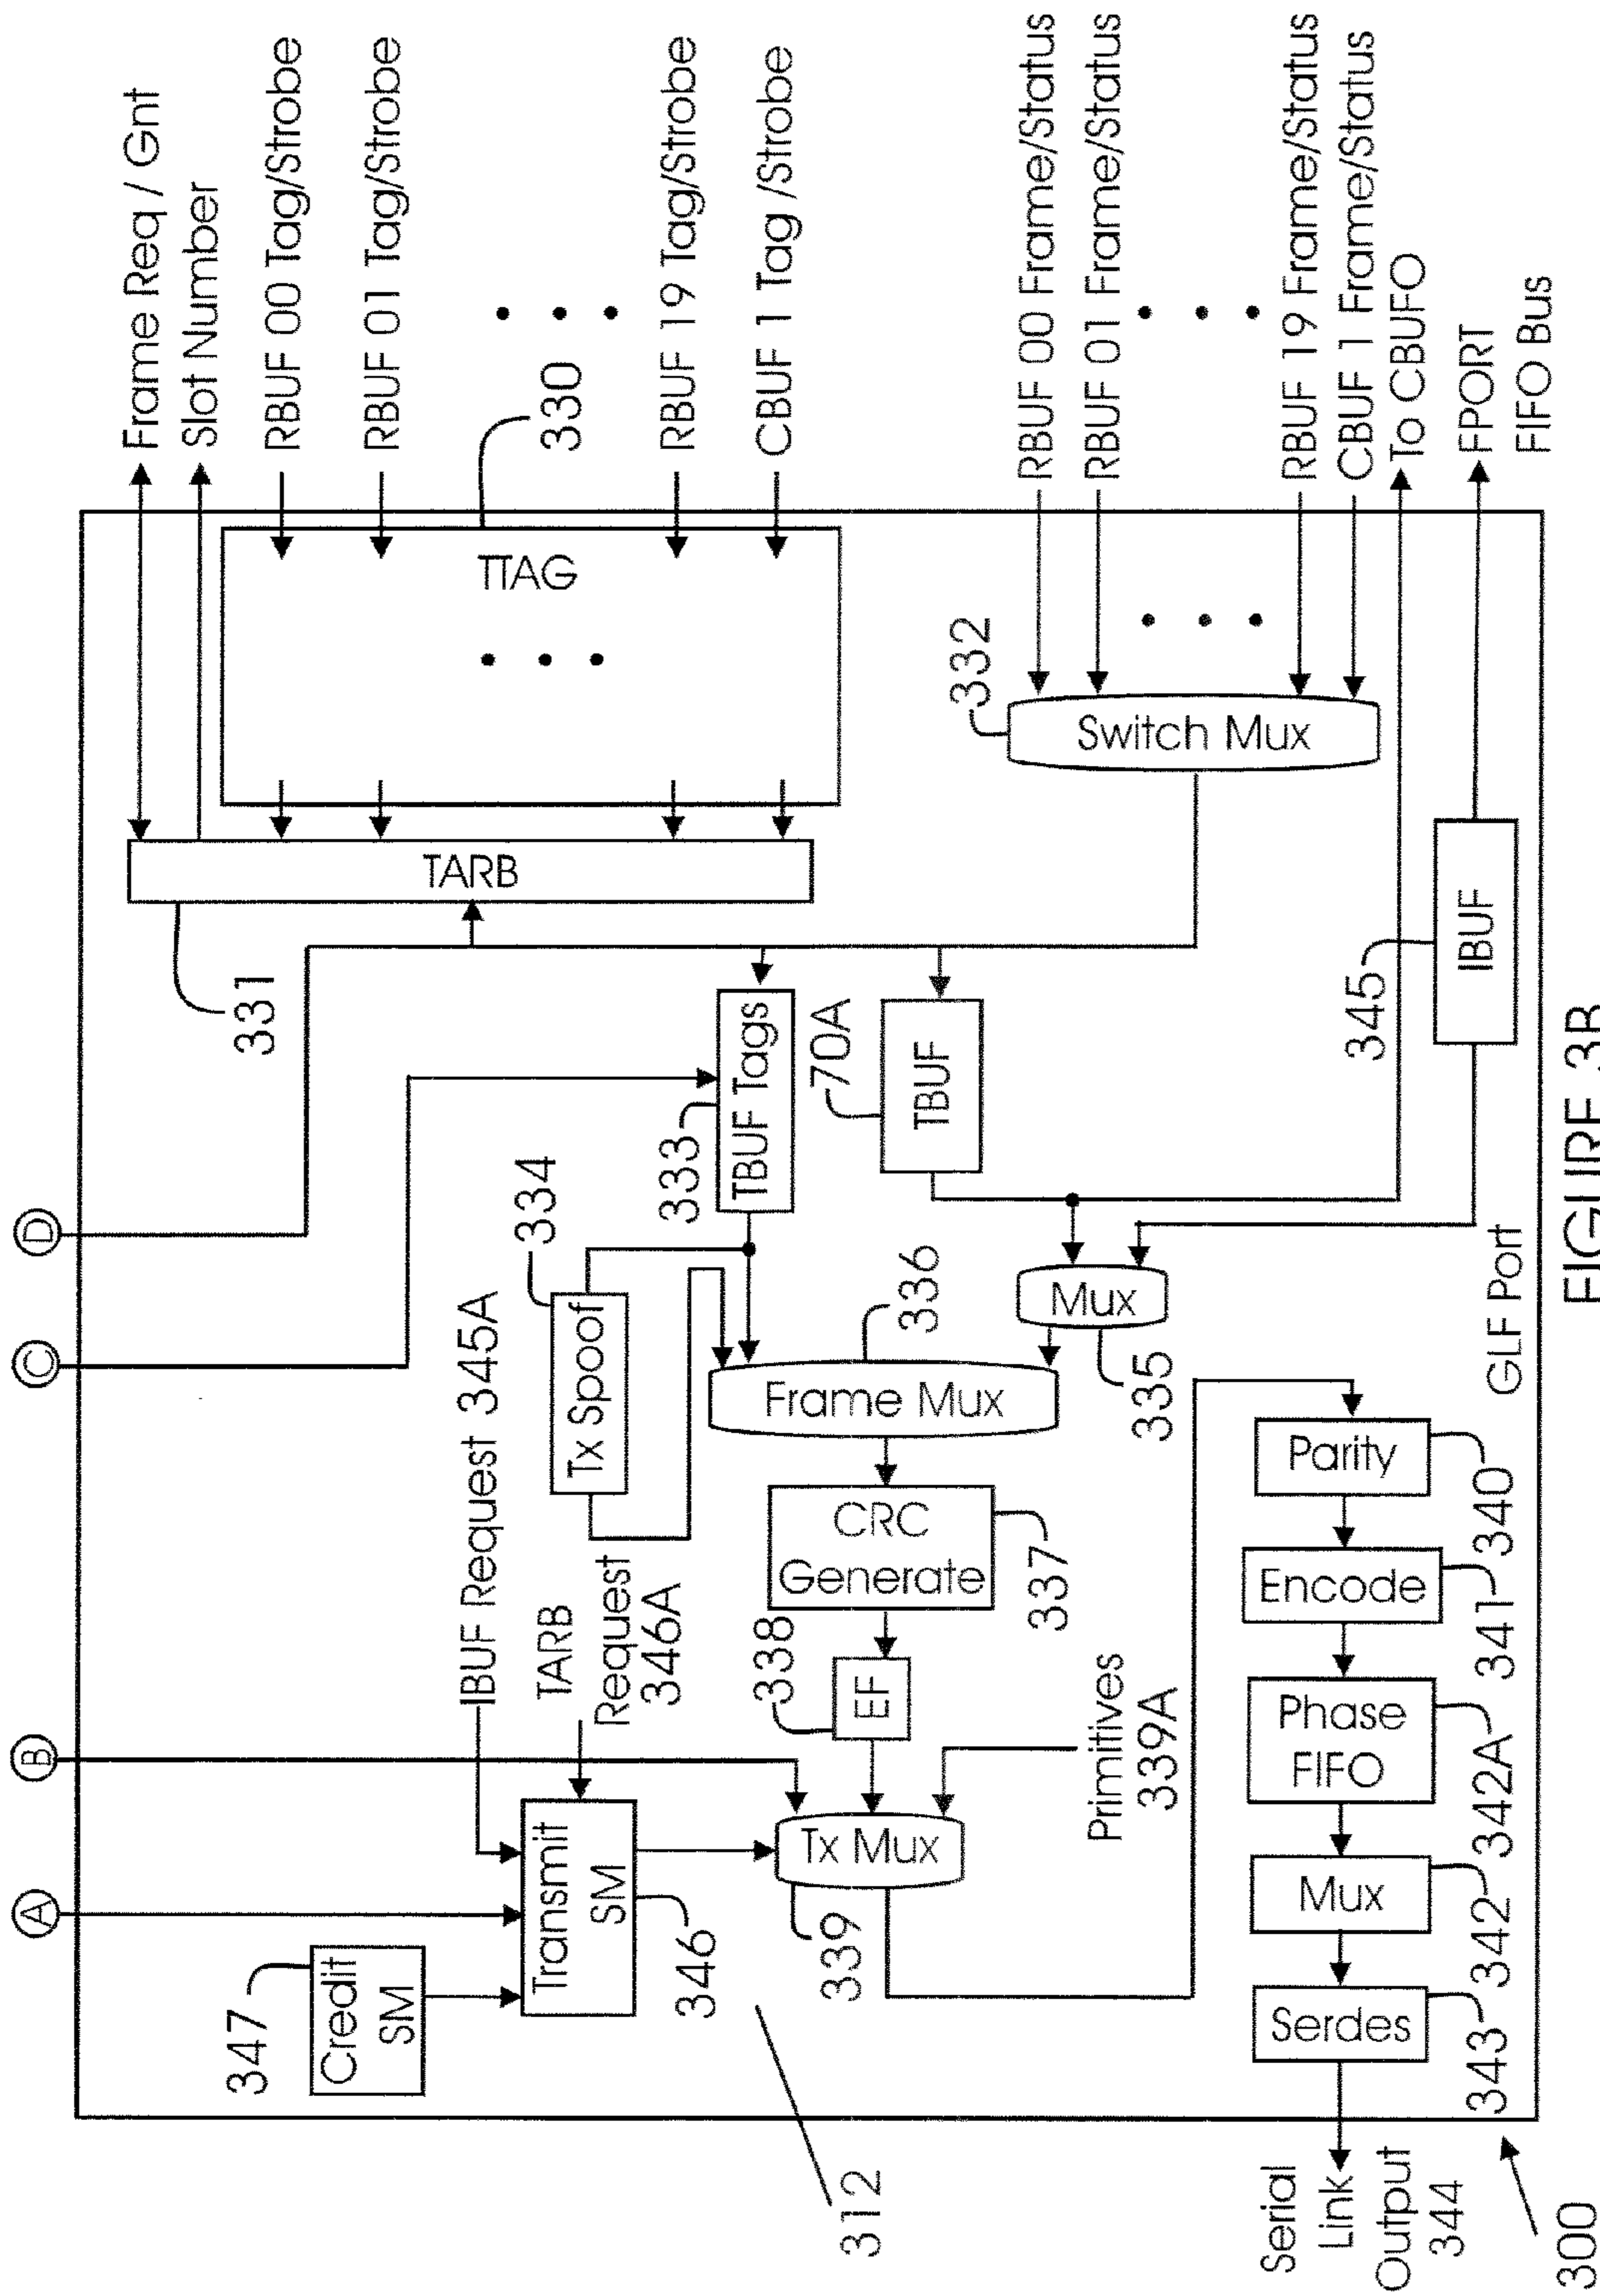 A
B
C
D
347
Credit
SM
Transmit
SM
346
IBUF Request 345A
TARB
Request
346A
334
Tx Spoof
331
TARB
Frame Req / Gnt
Slot Number
RBUF 00 Tag/Strobe
RBUF 01 Tag/Strobe
RBUF 19 Tag/Strobe
CBUF 1 Tag /Strobe
330
TTAG
333
TBUF Tags
70A
TBUF
332
Switch Mux
RBUF 00 Frame/Status
RBUF 01 Frame/Status
RBUF 19 Frame/Status
CBUF 1 Frame/Status
To CBUFO
FPORT
FIFO Bus
345
IBUF
312
339
Tx Mux
338
EF
CRC
Generate
337
336
Frame Mux
Mux
335
Primitives
339A
Serial
Link
Output
344
Serdes
343
Mux
342
Phase
FIFO
342A
Encode
341
Parity
340
GLF Port
300
FIGURE 3B